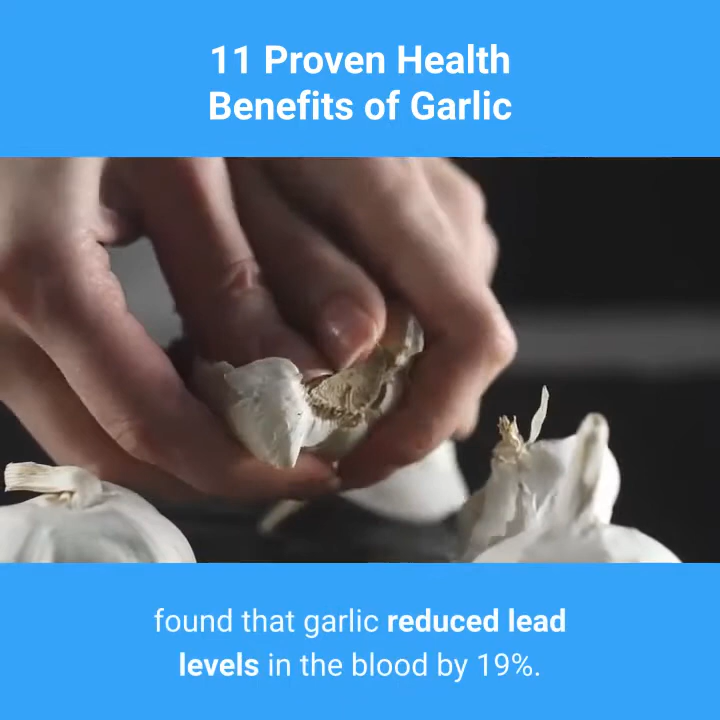 11 Proven Health
Benefits of Garlic
found that garlic reduced lead
levels in the blood by 19%.